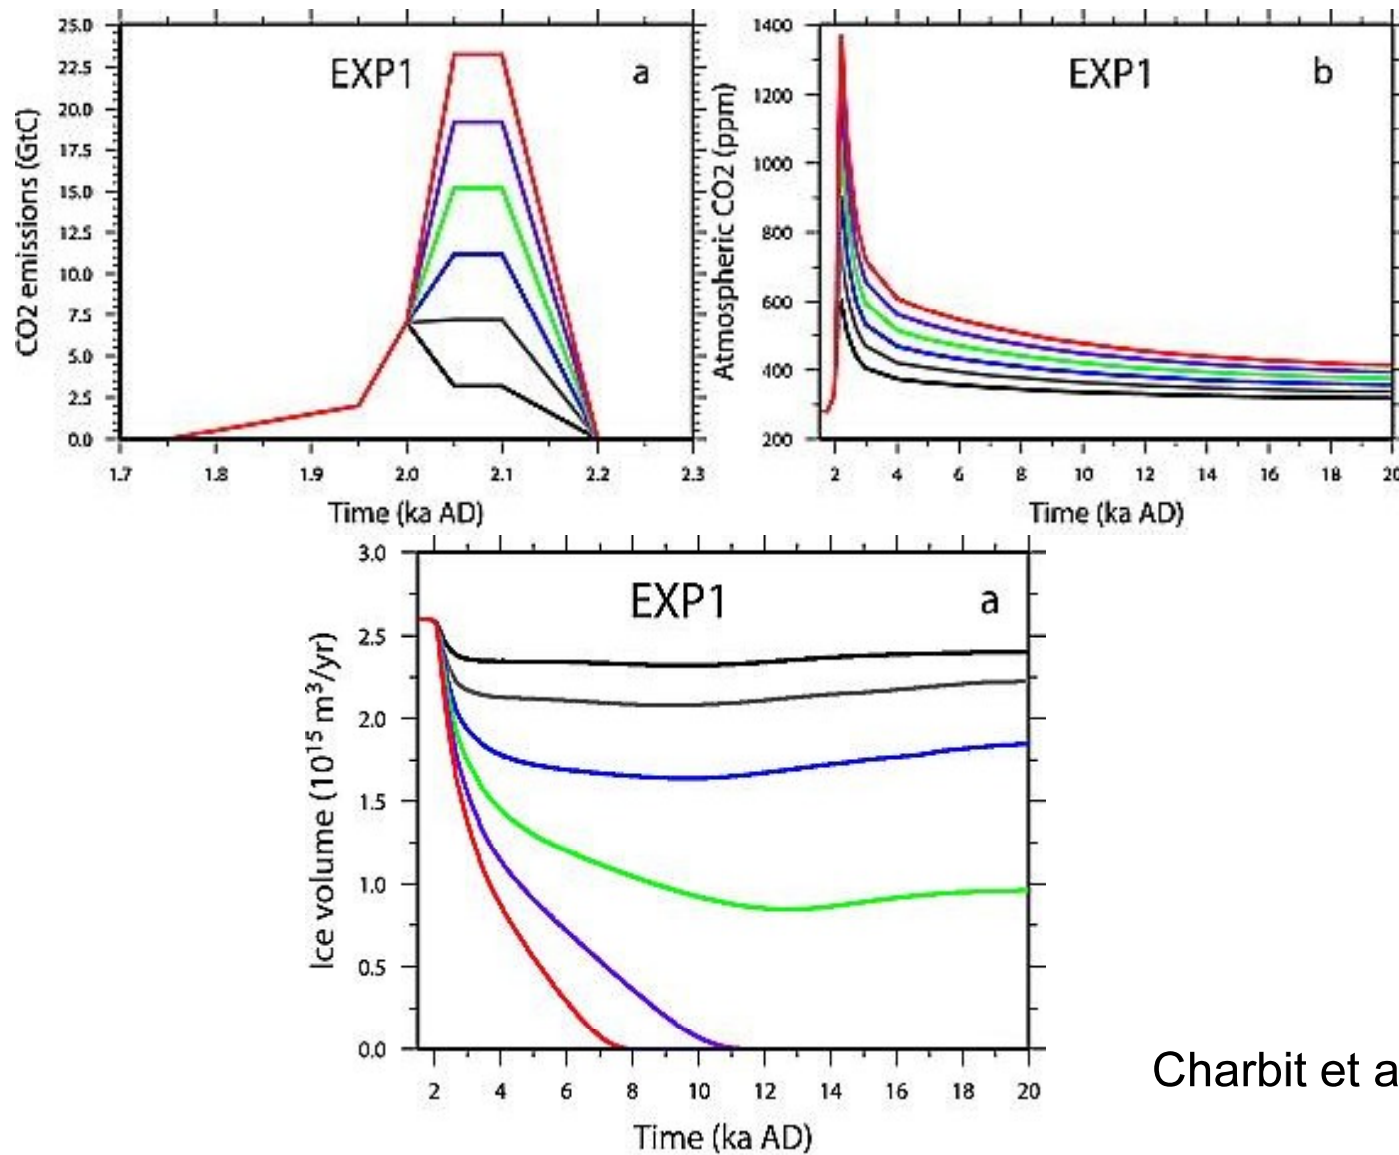 EXP1 a
CO2 emissions (GtC)
25.0
22.5
20.0
17.5
15.0
12.5
10.0
7.5
5.0
2.5
0.0
1.7 1.8 1.9 2.0 2.1 2.2 2.3
Time (ka AD)
EXP1 b
Atmospheric CO2 (ppm)
1400
1200
1000
800
600
400
200
2 4 6 8 10 12 14 16 18 20
Time (ka AD)
EXP1 a
Ice volume (10¹⁵ m³/yr)
3.0
2.5
2.0
1.5
1.0
0.5
0.0
2 4 6 8 10 12 14 16 18 20
Time (ka AD)
Charbit et a